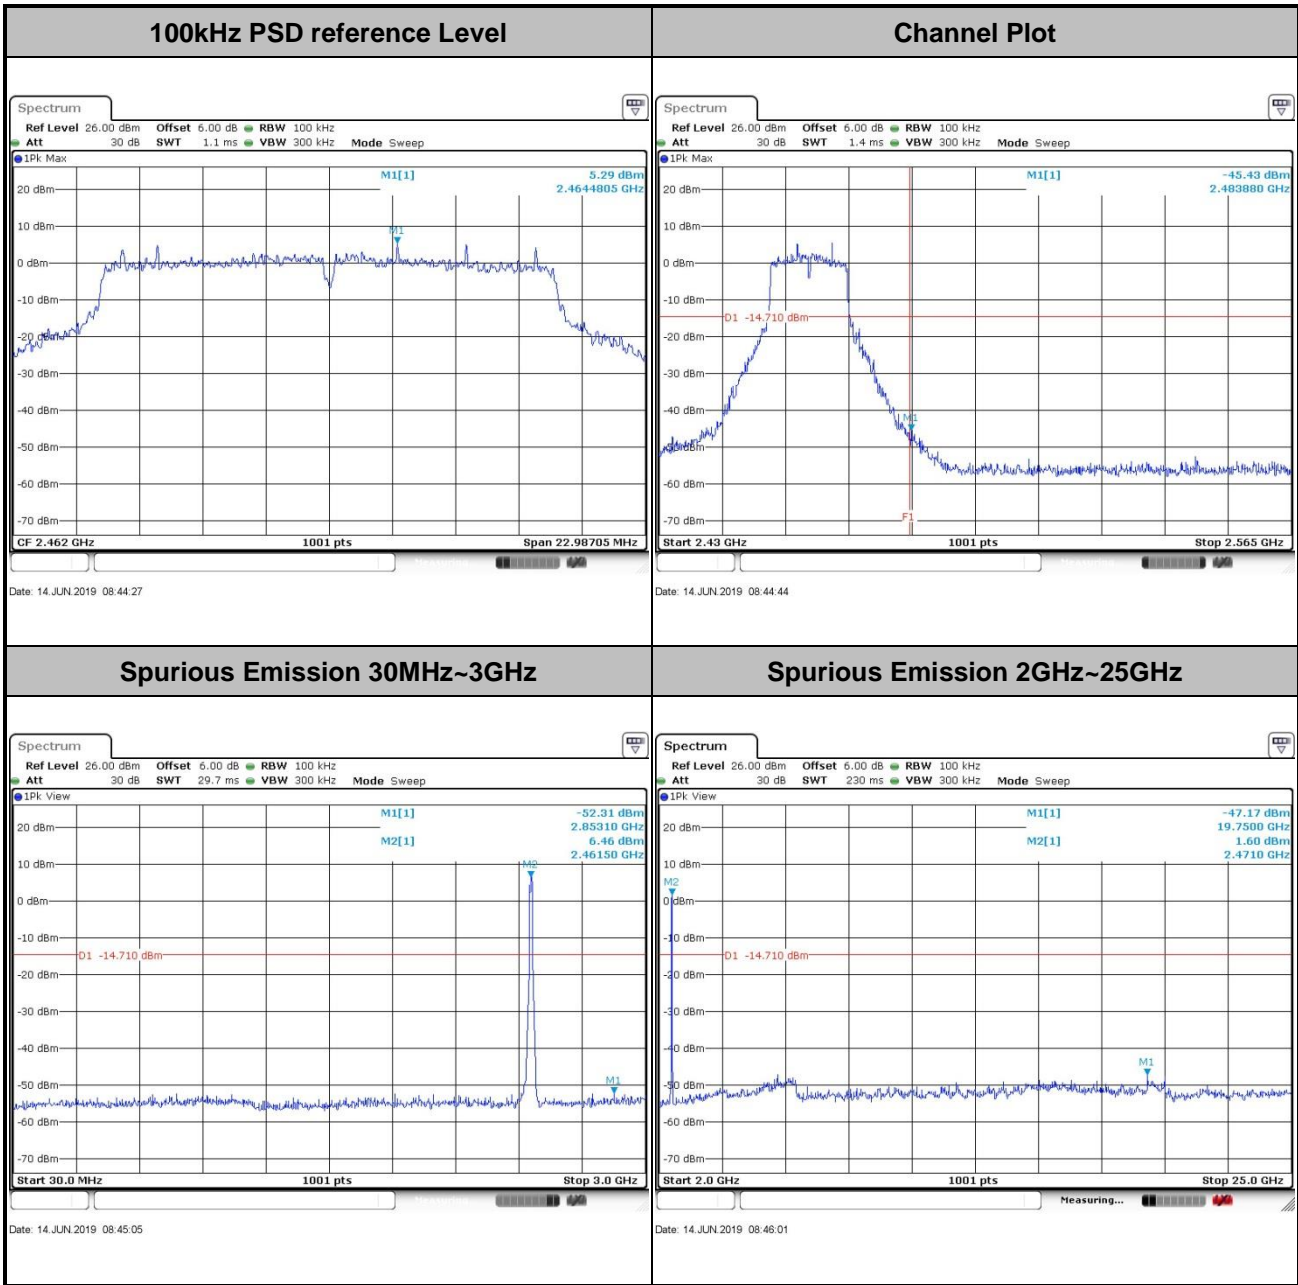 100kHz PSD reference Level
Channel Plot
Spectrum
Ref Level 26.00 dBm Offset 6.00 dB RBW 100 kHz
Att 30 dB SWT 1.1 ms VBW 300 kHz Mode Sweep
1Pk Max
M1[1] 5.29 dBm
2.4644805 GHz
20 dBm
10 dBm
M1
0 dBm
-10 dBm
-20 dBm
-30 dBm
-40 dBm
-50 dBm
-60 dBm
-70 dBm
CF 2.462 GHz 1001 pts Span 22.98705 MHz
Measuring
Date: 14.JUN.2019 08:44:27
Spectrum
Ref Level 26.00 dBm Offset 6.00 dB RBW 100 kHz
Att 30 dB SWT 1.4 ms VBW 300 kHz Mode Sweep
1Pk Max
M1[1] -45.43 dBm
2.483880 GHz
20 dBm
10 dBm
0 dBm
-10 dBm
D1 -14.710 dBm
-20 dBm
-30 dBm
-40 dBm
M1
-50 dBm
-60 dBm
-70 dBm
F1
Start 2.43 GHz 1001 pts Stop 2.565 GHz
Measuring
Date: 14.JUN.2019 08:44:44
Spurious Emission 30MHz~3GHz
Spurious Emission 2GHz~25GHz
Spectrum
Ref Level 26.00 dBm Offset 6.00 dB RBW 100 kHz
Att 30 dB SWT 29.7 ms VBW 300 kHz Mode Sweep
1Pk View
M1[1] -52.31 dBm
2.85310 GHz
20 dBm
M2[1] 6.46 dBm
2.46150 GHz
10 dBm
M2
0 dBm
-10 dBm
D1 -14.710 dBm
-20 dBm
-30 dBm
-40 dBm
-50 dBm
M1
-60 dBm
-70 dBm
Start 30.0 MHz 1001 pts Stop 3.0 GHz
Measuring
Date: 14.JUN.2019 08:45:05
Spectrum
Ref Level 26.00 dBm Offset 6.00 dB RBW 100 kHz
Att 30 dB SWT 230 ms VBW 300 kHz Mode Sweep
1Pk View
M1[1] -47.17 dBm
19.7500 GHz
20 dBm
M2[1] 1.60 dBm
2.4710 GHz
10 dBm
M2
0 dBm
-10 dBm
D1 -14.710 dBm
-20 dBm
-30 dBm
-40 dBm
M1
-50 dBm
-60 dBm
-70 dBm
Start 2.0 GHz 1001 pts Stop 25.0 GHz
Measuring...
Date: 14.JUN.2019 08:46:01